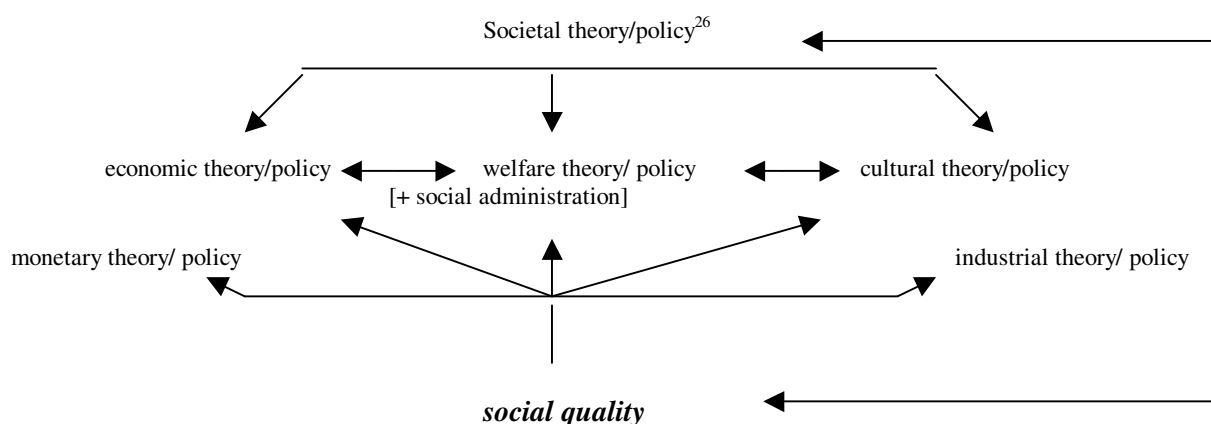 Societal theory/policy26
economic theory/policy
welfare theory/ policy
cultural theory/policy
[+ social administration]
monetary theory/ policy
industrial theory/ policy
social quality